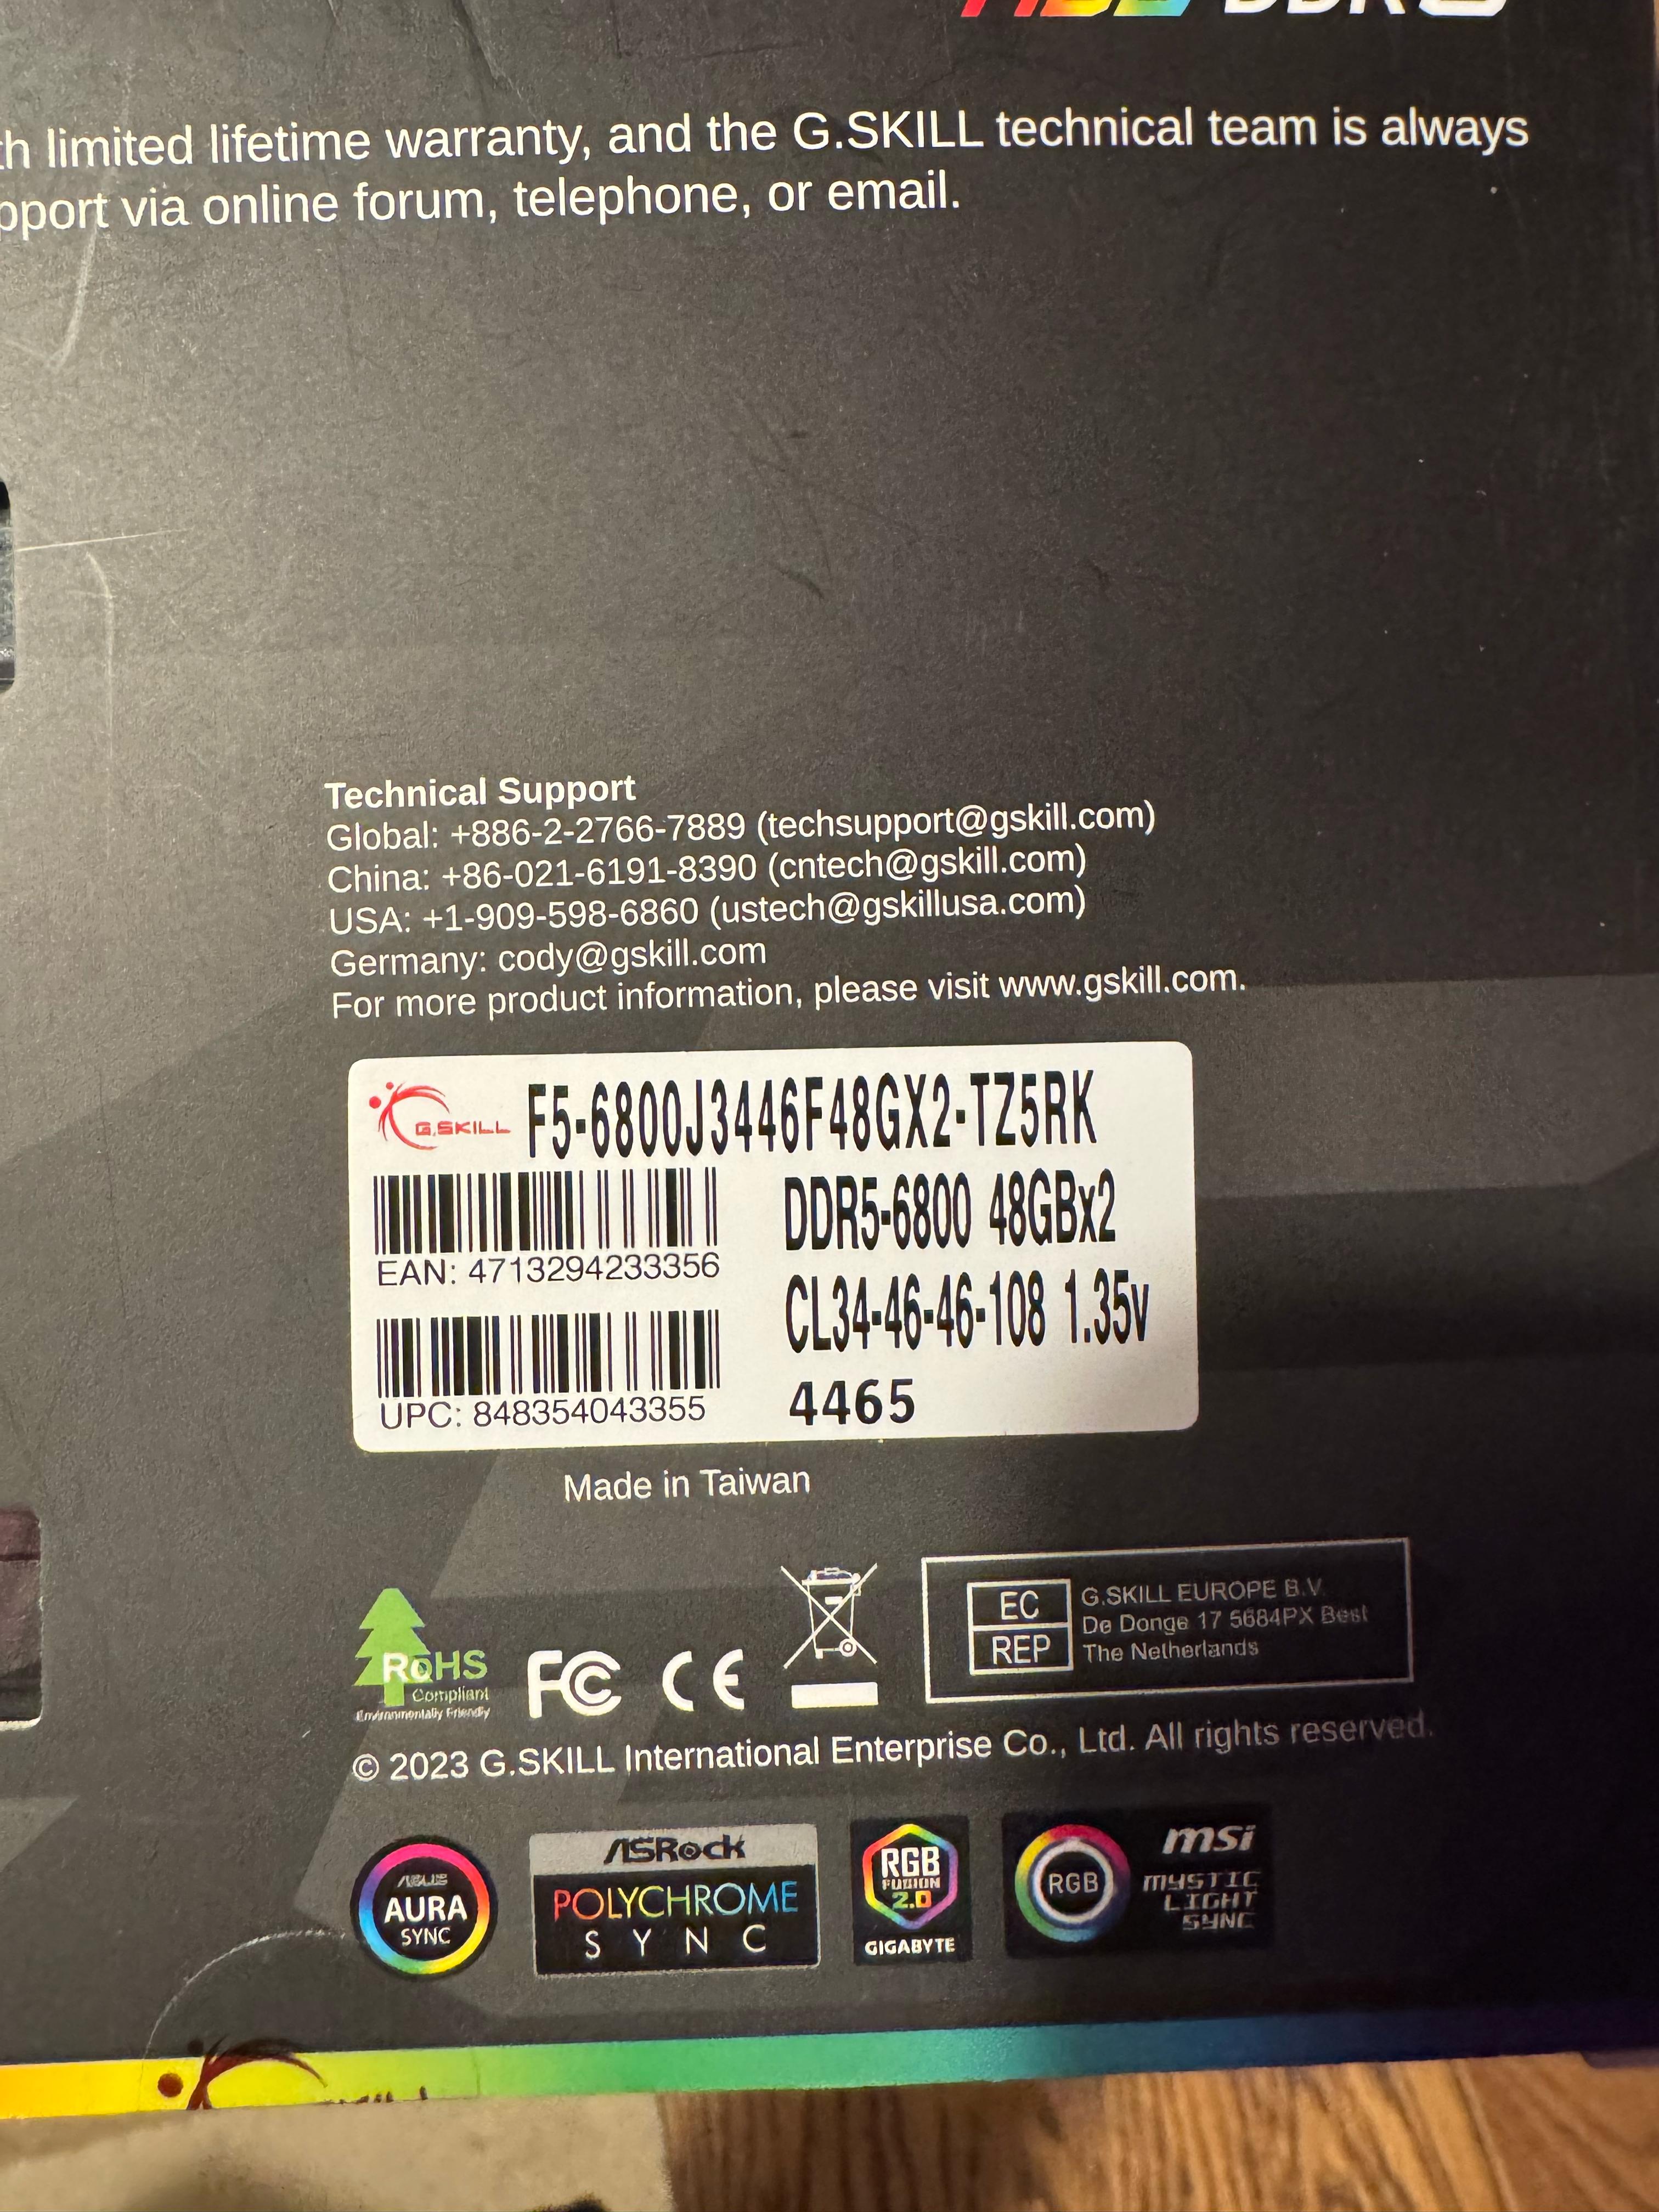 limited lifetime warranty, and the G.SKILL technical team is always
via online forum, telephone, or email.
Technical Support
Global: +886-2-2766-7889 (techsupport@gskill.com)
China: +86-021-6191-8390 (cntech@gskill.com)
USA: +1-909-598-6860 (ustech@gskillusa.com)
Germany: cody@gskill.com
For more product information, please visit www.gskill.com.
G.SKILL F5-6800J3446F48GX2-TZ5RK
DDR5-6800 48GBx2
EAN: 4713294233356
CL34-46-46-108 1.35v
UPC: 848354043355
4465
Made in Taiwan
RoHS
Compliant
Environmentally Friendly
FC CE
EC
REP
G.SKILL EUROPE B.V.
De Donge 17 5684PX Best
The Netherlands
© 2023 G.SKILL International Enterprise Co., Ltd. All rights reserved.
ASUS
AURA
SYNC
ASRock
POLYCHROME
SYNC
RGB
FUSION
2.0
GIGABYTE
RGB
msi
MYSTIC
LIGHT
SYNC